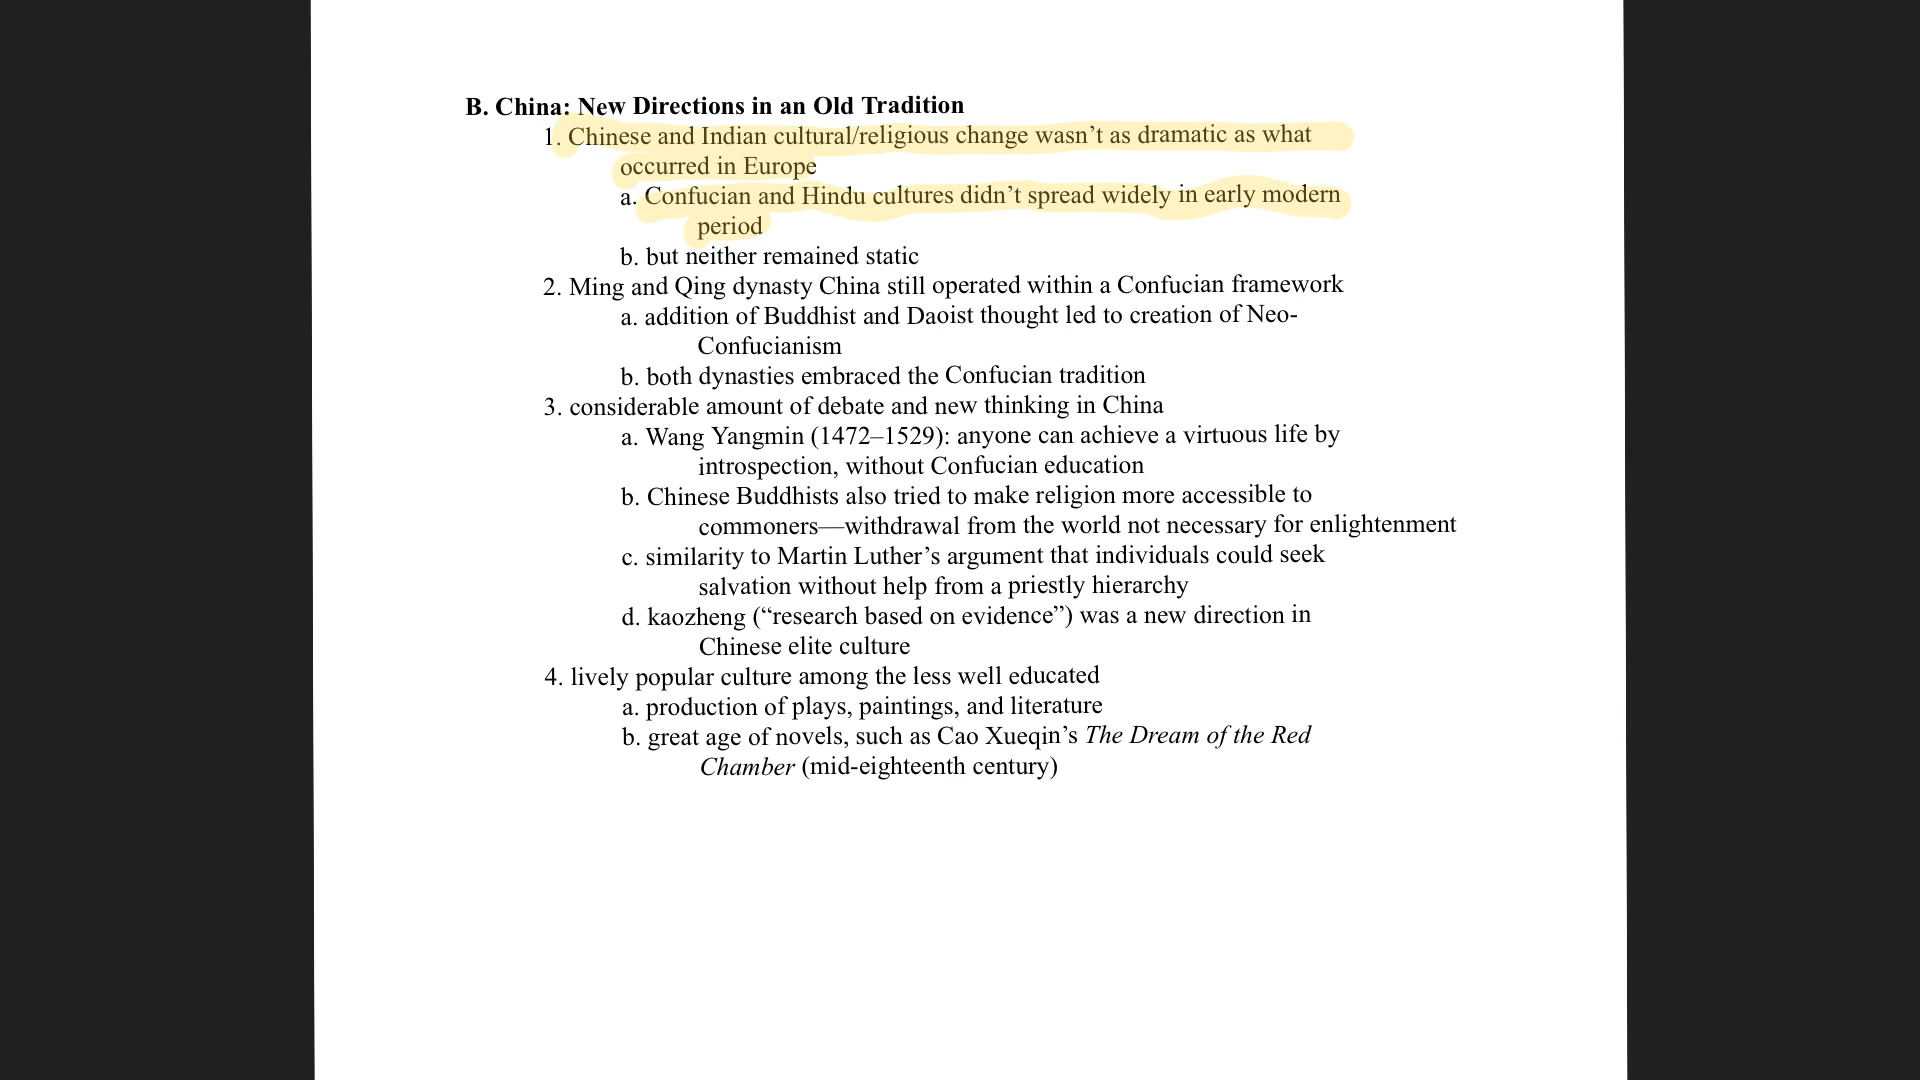 B. China: New Directions in an Old Tradition
1. Chinese and Indian cultural/religious change wasn’t as dramatic as what
occurred in Europe
a. Confucian and Hindu cultures didn’t spread widely in early modern
period
b. but neither remained static
2. Ming and Qing dynasty China still operated within a Confucian framework
a. addition of Buddhist and Daoist thought led to creation of Neo-
Confucianism
b. both dynasties embraced the Confucian tradition
3. considerable amount of debate and new thinking in China
a. Wang Yangmin (1472–1529): anyone can achieve a virtuous life by
introspection, without Confucian education
b. Chinese Buddhists also tried to make religion more accessible to
commoners—withdrawal from the world not necessary for enlightenment
c. similarity to Martin Luther’s argument that individuals could seek
salvation without help from a priestly hierarchy
d. kaozheng (“research based on evidence”) was a new direction in
Chinese elite culture
4. lively popular culture among the less well educated
a. production of plays, paintings, and literature
b. great age of novels, such as Cao Xueqin’s The Dream of the Red
Chamber (mid-eighteenth century)